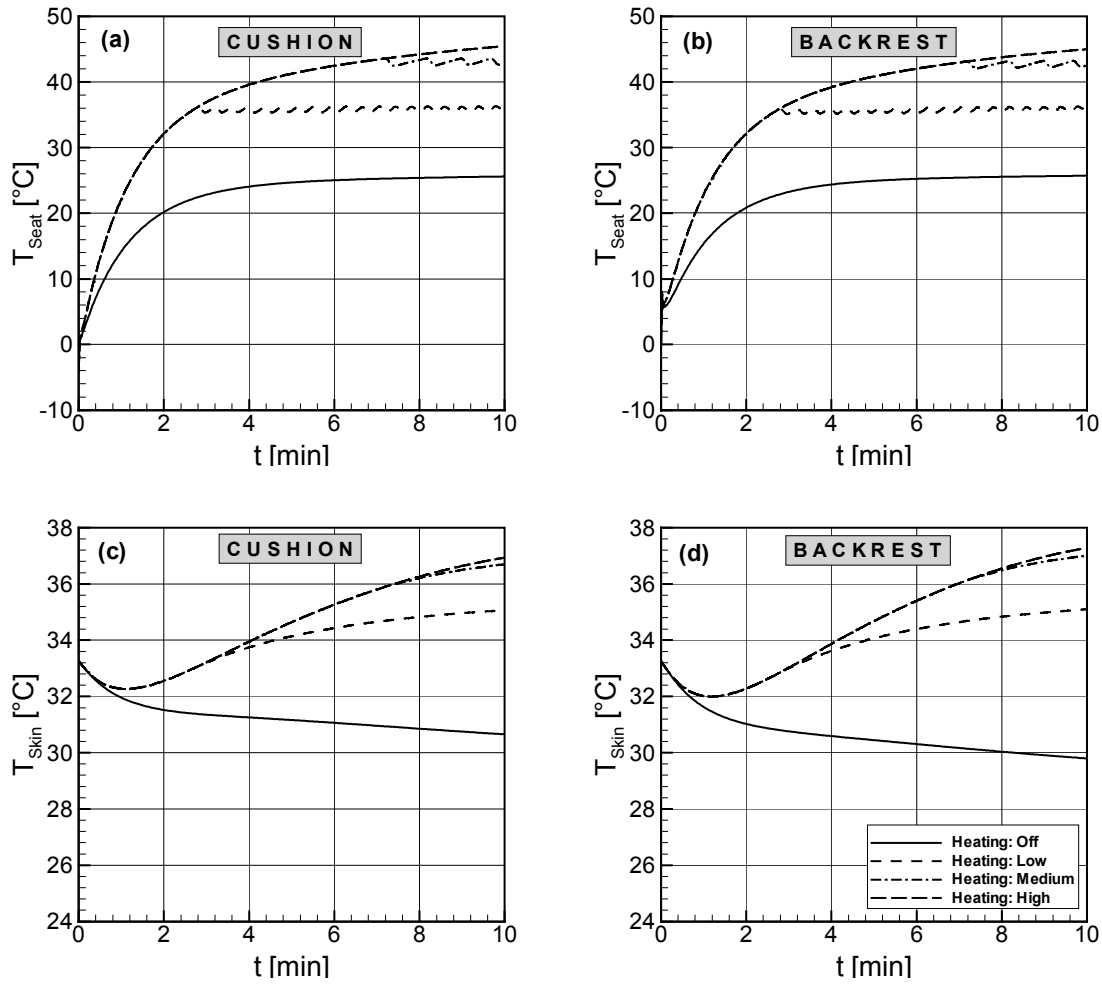 (a)
CUSHION
50
40
30
20
10
0
-10
T_Seat [°C]
0 2 4 6 8 10
t [min]
(b)
BACKREST
50
40
30
20
10
0
-10
T_Seat [°C]
0 2 4 6 8 10
t [min]
(c)
CUSHION
38
36
34
32
30
28
26
24
T_Skin [°C]
0 2 4 6 8 10
t [min]
(d)
BACKREST
38
36
34
32
30
28
26
24
T_Skin [°C]
0 2 4 6 8 10
t [min]
Heating: Off
Heating: Low
Heating: Medium
Heating: High